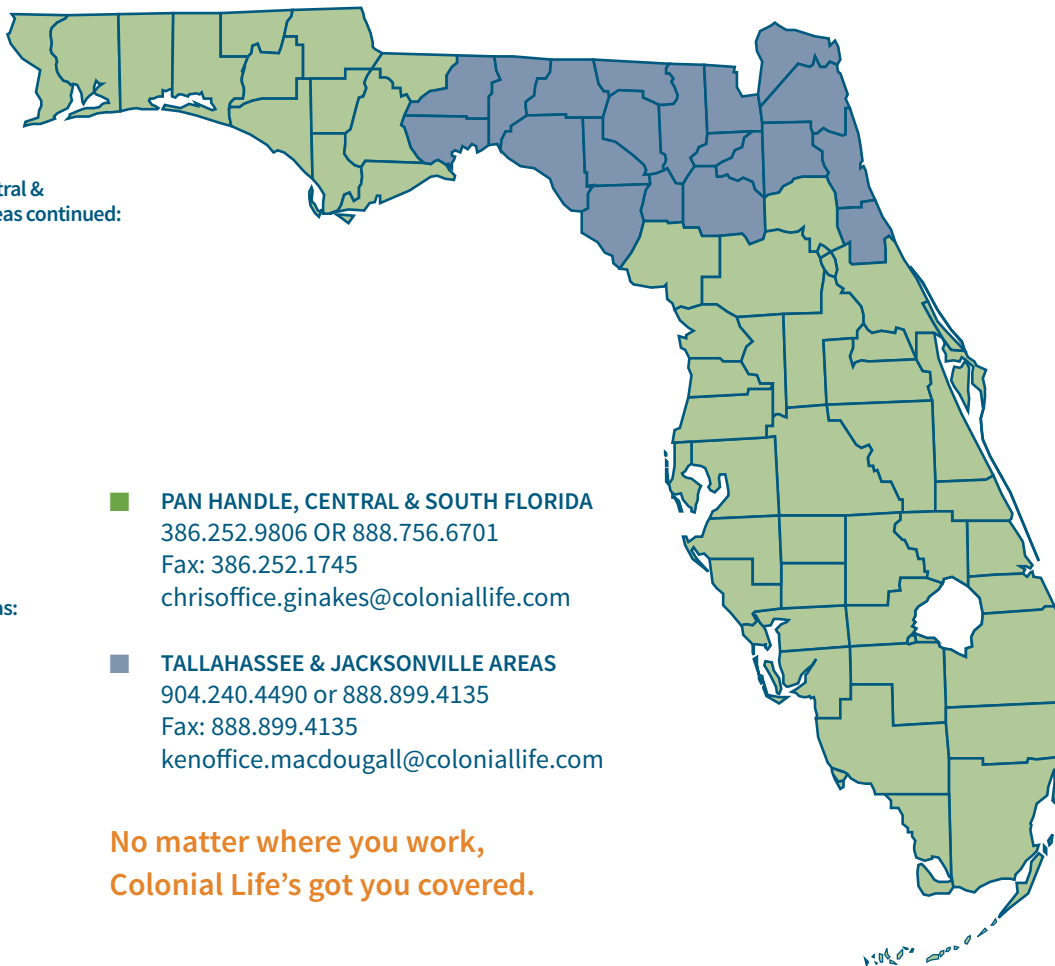 tral &
eas continued:
PAN HANDLE, CENTRAL & SOUTH FLORIDA
386.252.9806 OR 888.756.6701
Fax: 386.252.1745
chrisoffice.ginakes@coloniallife.com
as:
TALLAHASSEE & JACKSONVILLE AREAS
904.240.4490 or 888.899.4135
Fax: 888.899.4135
kenoffice.macdougall@coloniallife.com
No matter where you work,
Colonial Life's got you covered.